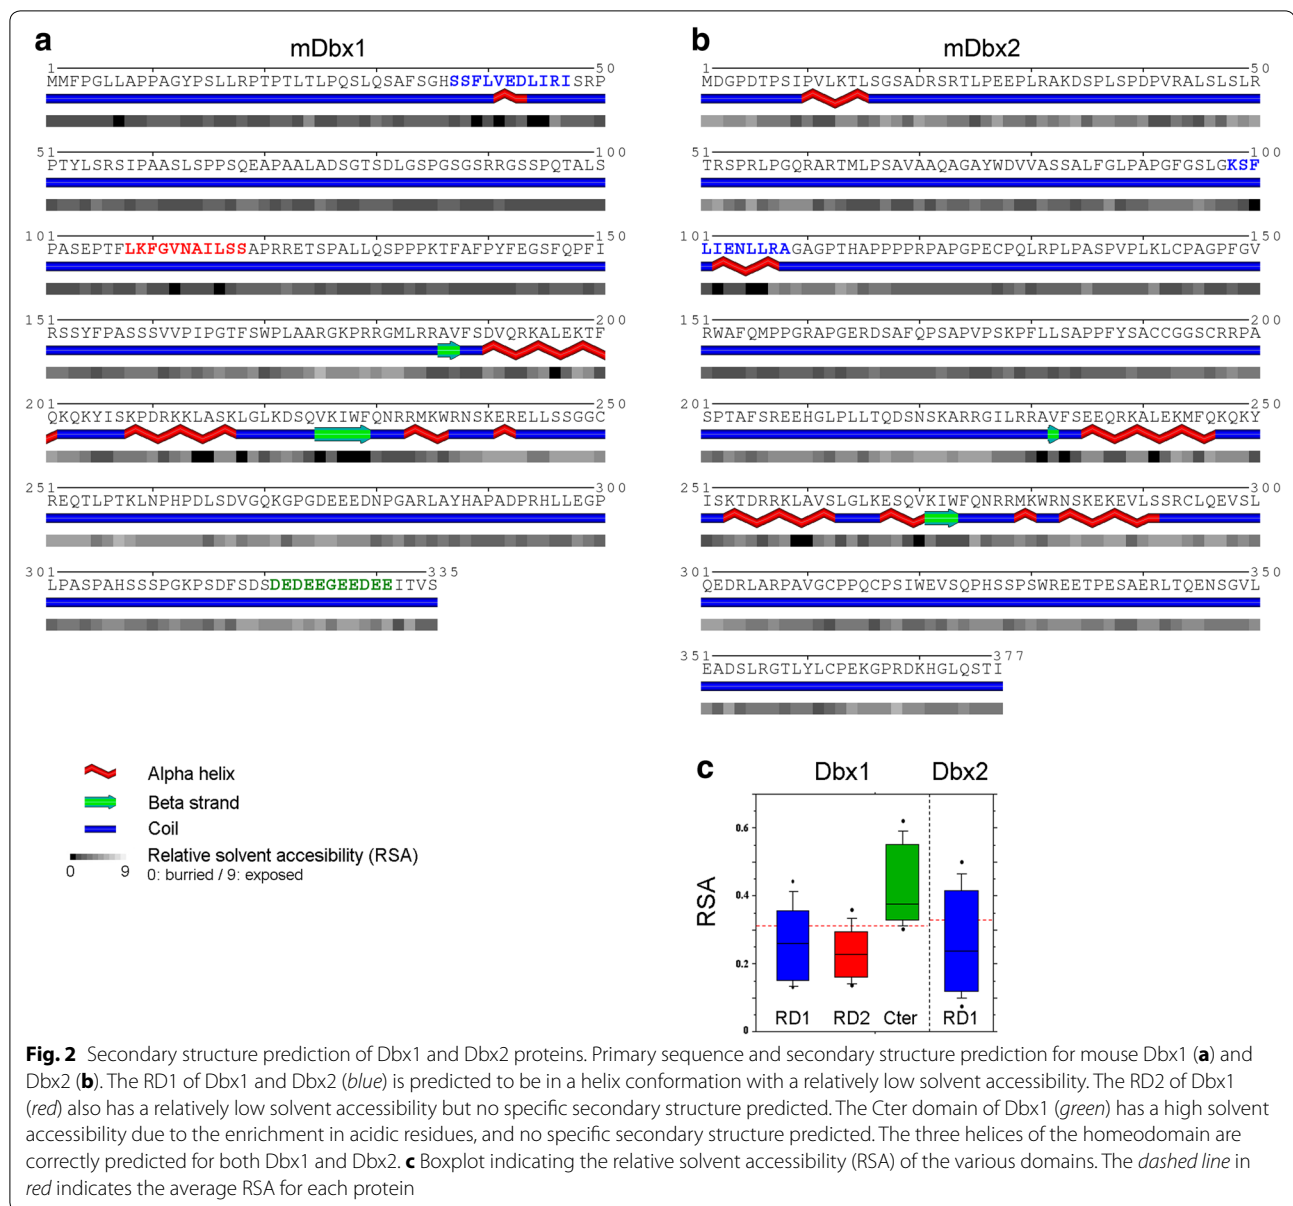 a
mDbx1
1 50
MMFPGLLAPPAGYPSLLRPTPTLTLPQSLQSAFSGHSSFLVEDLIRISRP
51 100
PTYLSRSIPAASLSPPSQEAPAALADSGTSDLGSPGSGSRRGSSPQTALS
101 150
PASEPTFLKFGVNAILSSAPRRETSPALLQSPPPKTFAFPYFEGSFQPFI
151 200
RSSYFPASSSVVPIPGTFSWPLAARGKPRRGMLRRAVFSDVQRKALEKTF
201 250
QKQKYISKPDRKKLASKLGLKDSQVKIWFQNRRMKWRNSKERELLSSGGC
251 300
REQTLPTKLNPHPDLSDVGQKGPGDEEEDNPGARLAYHAPADPRHLLEGP
301 335
LPASPAHSSSPGKPSDFSDSDEDEEGEEDEEITVS
b
mDbx2
1 50
MDGPDTPSIPVLKTLSGSADRSRTLPEEPLRAKDSPLSPDPVRALSLSLR
51 100
TRSPRLPGQRARTMLPSAVAAQAGAYWDVVASSALFGLPAPGFGSLGKSF
101 150
LIENLLRAGAGPTHAPPPPRPAPGPECPQLRPLPASPVPLKLCPAGPFGV
151 200
RWAFQMPPGRAPGERDSAFQPSAPVPSKPFLLSAPPFYSACCGGSCRRPA
201 250
SPTAFSREEHGLPLLTQDSNSKARRGILRRAVFSEEQRKALEKMFQKQKY
251 300
ISKTDRRKLAVSLGLKESQVKIWFQNRRMKWRNSKEKEVLSSRCLQEVSL
301 350
QEDRLARPAVGCPPQCPSIWEVSQPHSSPSWREETPESAERLTQENSGVL
351 377
EADSLRGTLYLCPEKGPRDKHGLQSTI
Alpha helix
Beta strand
Coil
Relative solvent accesibility (RSA)
0 9 0: burried / 9: exposed
c
Dbx1 Dbx2
RSA
0.6
0.4
0.2
0
RD1 RD2 Cter RD1
Fig. 2 Secondary structure prediction of Dbx1 and Dbx2 proteins. Primary sequence and secondary structure prediction for mouse Dbx1 (a) and
Dbx2 (b). The RD1 of Dbx1 and Dbx2 (blue) is predicted to be in a helix conformation with a relatively low solvent accessibility. The RD2 of Dbx1
(red) also has a relatively low solvent accessibility but no specific secondary structure predicted. The Cter domain of Dbx1 (green) has a high solvent
accessibility due to the enrichment in acidic residues, and no specific secondary structure predicted. The three helices of the homeodomain are
correctly predicted for both Dbx1 and Dbx2. c Boxplot indicating the relative solvent accessibility (RSA) of the various domains. The dashed line in
red indicates the average RSA for each protein